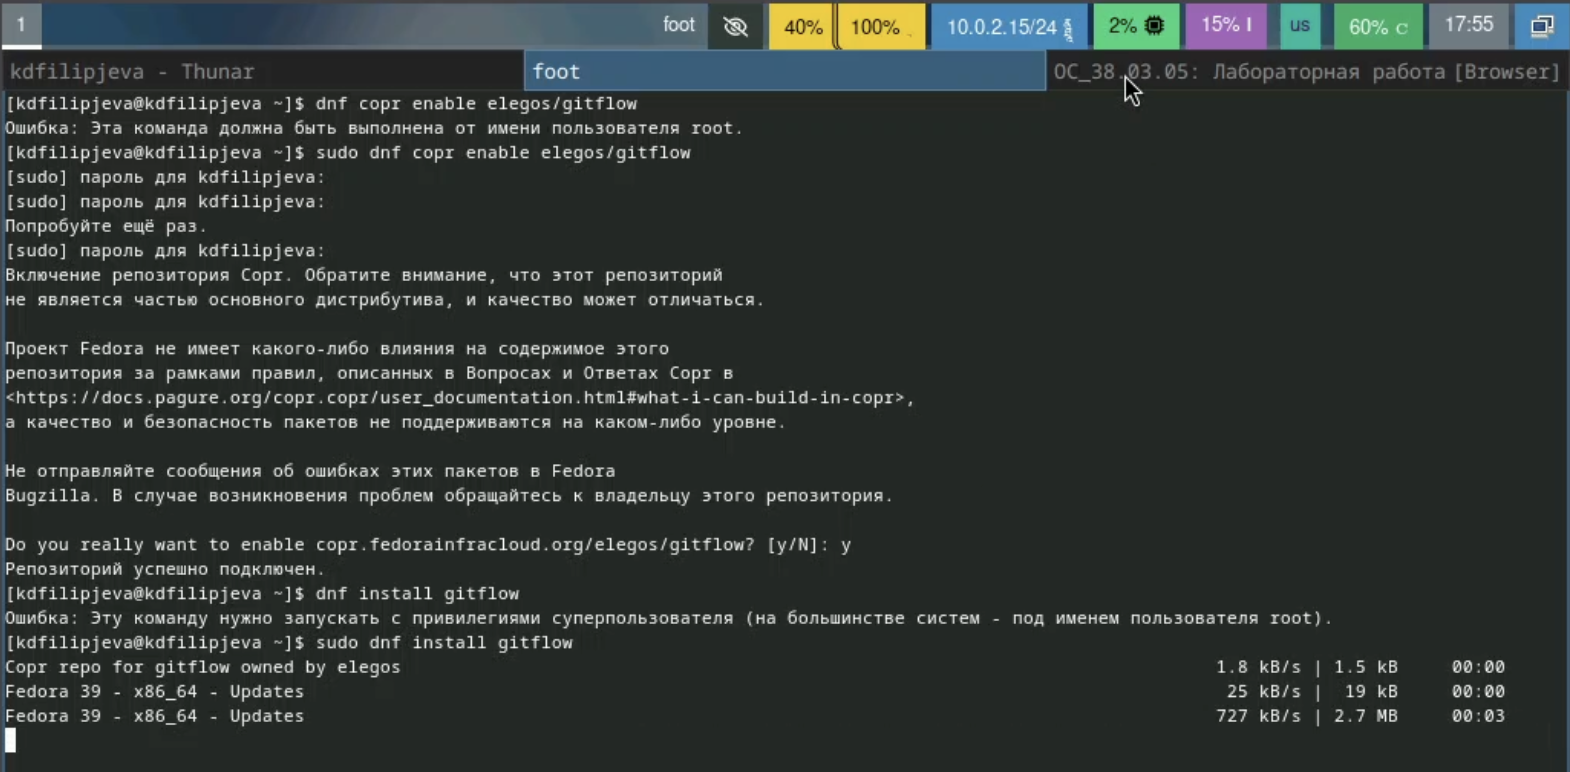 1 foot 40% 100% 10.0.2.15/24 2% 15% us 60% 17:55
kdfilipjeva - Thunar foot ОС_38.03.05: Лабораторная работа [Browser]
[kdfilipjeva@kdfilipjeva ~]$ dnf copr enable elegos/gitflow
Ошибка: Эта команда должна быть выполнена от имени пользователя root.
[kdfilipjeva@kdfilipjeva ~]$ sudo dnf copr enable elegos/gitflow
[sudo] пароль для kdfilipjeva:
[sudo] пароль для kdfilipjeva:
Попробуйте ещё раз.
[sudo] пароль для kdfilipjeva:
Включение репозитория Copr. Обратите внимание, что этот репозиторий
не является частью основного дистрибутива, и качество может отличаться.
Проект Fedora не имеет какого-либо влияния на содержимое этого
репозитория за рамками правил, описанных в Вопросах и Ответах Copr в
<https://docs.pagure.org/copr.copr/user_documentation.html#what-i-can-build-in-copr>,
а качество и безопасность пакетов не поддерживаются на каком-либо уровне.
Не отправляйте сообщения об ошибках этих пакетов в Fedora
Bugzilla. В случае возникновения проблем обращайтесь к владельцу этого репозитория.
Do you really want to enable copr.fedorainfracloud.org/elegos/gitflow? [y/N]: y
Репозиторий успешно подключен.
[kdfilipjeva@kdfilipjeva ~]$ dnf install gitflow
Ошибка: Эту команду нужно запускать с привилегиями суперпользователя (на большинстве систем - под именем пользователя root).
[kdfilipjeva@kdfilipjeva ~]$ sudo dnf install gitflow
Copr repo for gitflow owned by elegos 1.8 kB/s | 1.5 kB 00:00
Fedora 39 - x86_64 - Updates 25 kB/s | 19 kB 00:00
Fedora 39 - x86_64 - Updates 727 kB/s | 2.7 MB 00:03